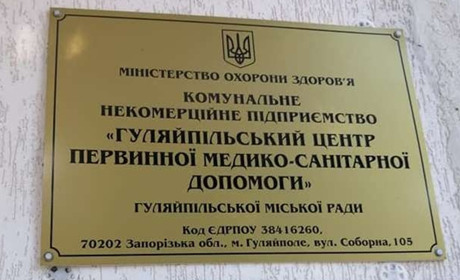 МІНІСТЕРСТВО ОХОРОНИ ЗДОРОВ'Я
КОМУНАЛЬНЕ
НЕКОМЕРЦІЙНЕ ПІДПРИЄМСТВО
«ГУЛЯЙПІЛЬСЬКИЙ ЦЕНТР
ПЕРВИННОЇ МЕДИКО-САНІТАРНОЇ
ДОПОМОГИ»
ГУЛЯЙПІЛЬСЬКОЇ МІСЬКОЇ РАДИ
Код ЄДРПОУ 38416260,
70202 Запорізька обл., м. Гуляйполе, вул. Соборна, 105